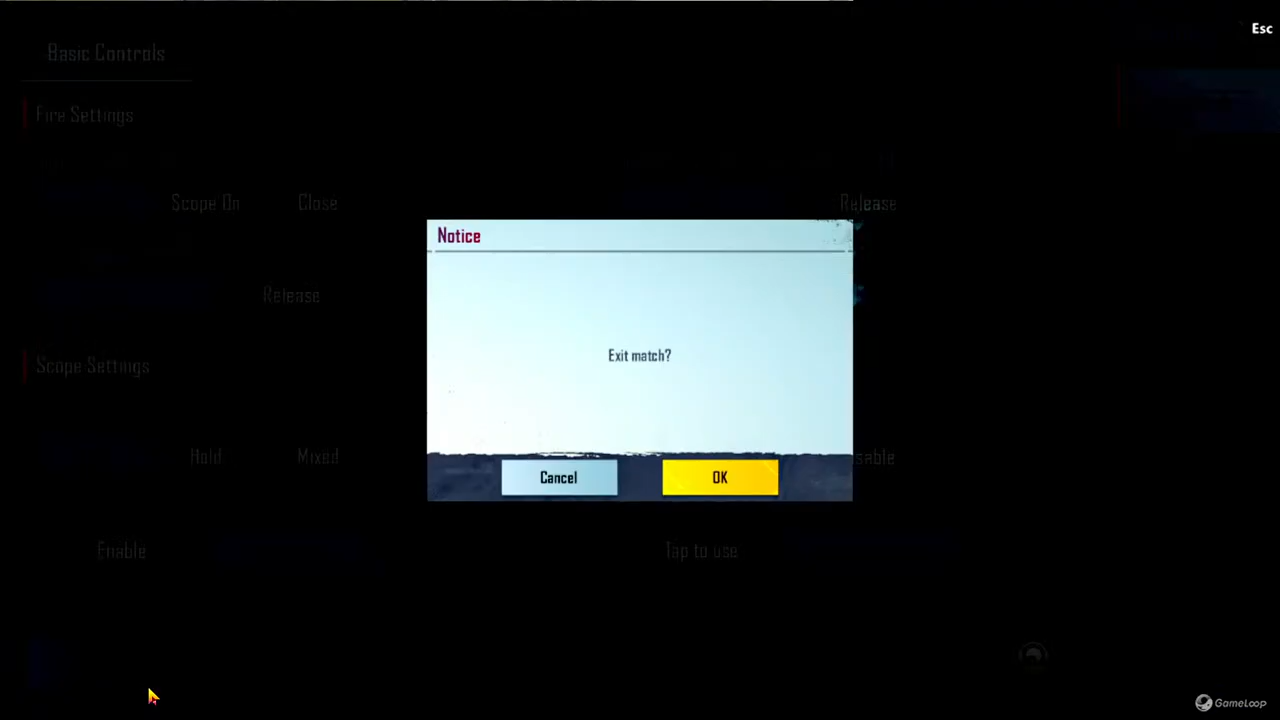 Esc
Basic Controls
Fire Settings
Scope On Close Release
Notice
Release
Exit match?
Scope Settings
Hold Mixed
Cancel OK
Enable Tap to use
GameLoop